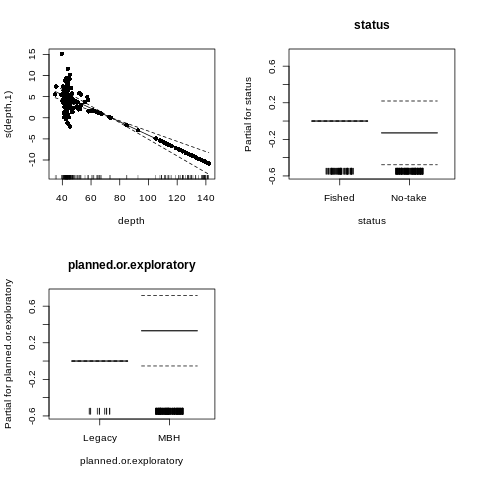 status
s(depth,1)
15
10
5
0
-5
-10
40
60
80
100
120
140
depth
Partial for status
0.6
0.2
-0.2
-0.6
Fished
No-take
status
planned.or.exploratory
Partial for planned.or.exploratory
0.6
0.2
-0.2
-0.6
Legacy
MBH
planned.or.exploratory